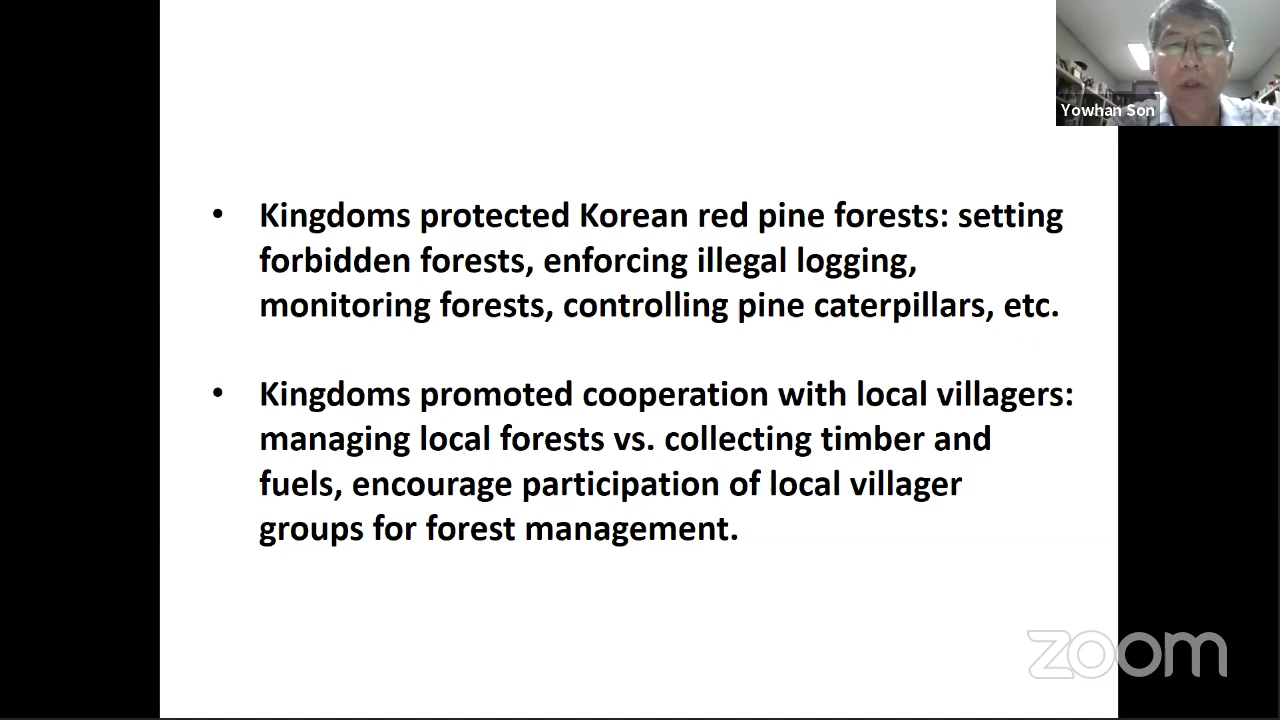 Yowhan Son
• Kingdoms protected Korean red pine forests: setting
forbidden forests, enforcing illegal logging,
monitoring forests, controlling pine caterpillars, etc.
• Kingdoms promoted cooperation with local villagers:
managing local forests vs. collecting timber and
fuels, encourage participation of local villager
groups for forest management.
zoom